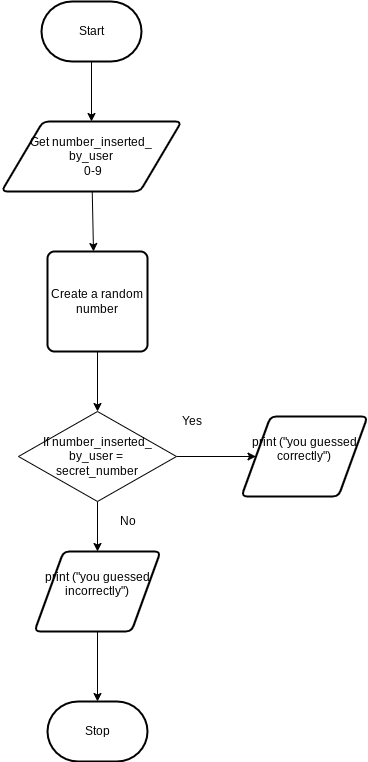 Start
Get number_inserted_
by_user
0-9
Create a random
number
If number_inserted_
by_user =
secret_number
Yes
print ("you guessed
correctly")
No
print ("you guessed
incorrectly")
Stop